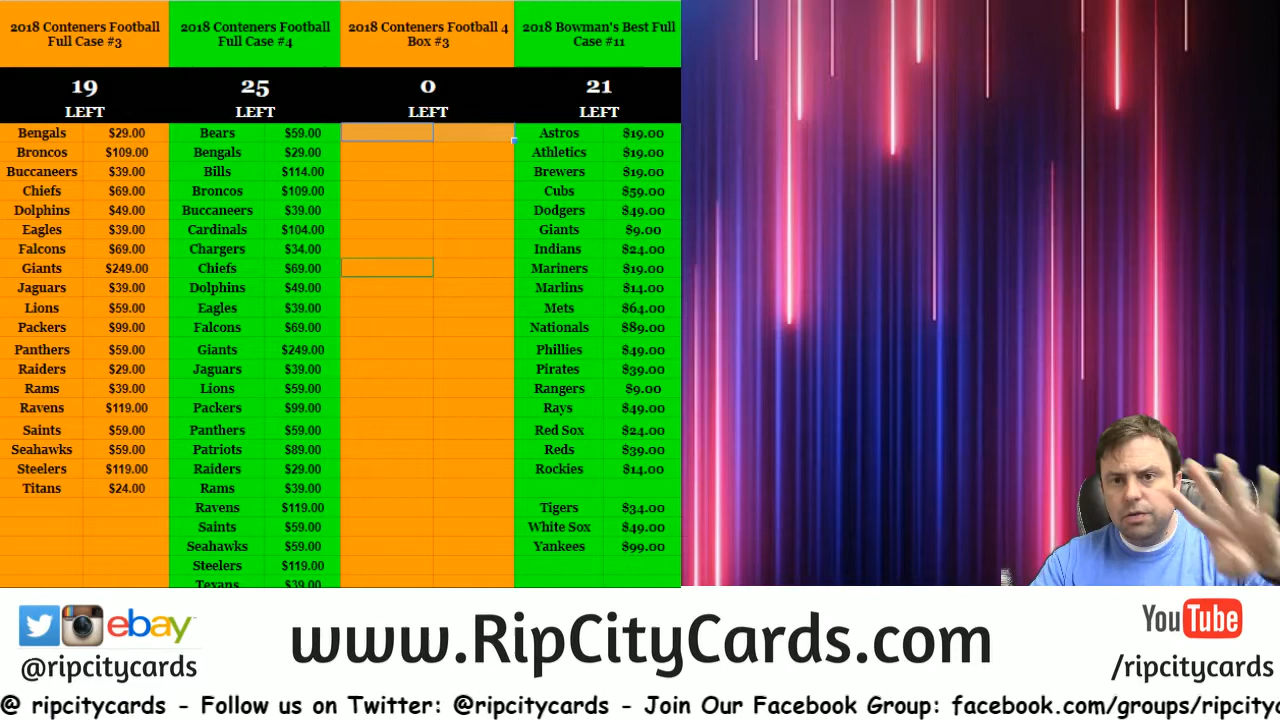 2018 Conteners Football Full Case #3
2018 Conteners Football Full Case #4
2018 Conteners Football 4 Box #3
2018 Bowman's Best Full Case #11
19 LEFT
25 LEFT
0 LEFT
21 LEFT
Bengals $29.00
Broncos $109.00
Buccaneers $39.00
Chiefs $69.00
Dolphins $49.00
Eagles $39.00
Falcons $69.00
Giants $249.00
Jaguars $39.00
Lions $59.00
Packers $99.00
Panthers $59.00
Raiders $29.00
Rams $39.00
Ravens $119.00
Saints $59.00
Seahawks $59.00
Steelers $119.00
Titans $24.00
Bears $59.00
Bengals $29.00
Bills $114.00
Broncos $109.00
Buccaneers $39.00
Cardinals $104.00
Chargers $34.00
Chiefs $69.00
Dolphins $49.00
Eagles $39.00
Falcons $69.00
Giants $249.00
Jaguars $39.00
Lions $59.00
Packers $99.00
Panthers $59.00
Patriots $89.00
Raiders $29.00
Rams $39.00
Ravens $119.00
Saints $59.00
Seahawks $59.00
Steelers $119.00
Texans $39.00
Astros $19.00
Athletics $19.00
Brewers $19.00
Cubs $59.00
Dodgers $49.00
Giants $9.00
Indians $24.00
Mariners $19.00
Marlins $14.00
Mets $64.00
Nationals $89.00
Phillies $49.00
Pirates $39.00
Rangers $9.00
Rays $49.00
Red Sox $24.00
Reds $39.00
Rockies $14.00
Tigers $34.00
White Sox $49.00
Yankees $99.00
ebay
@ripcitycards
www.RipCityCards.com
YouTube
/ripcitycards
@ ripcitycards - Follow us on Twitter: @ripcitycards - Join Our Facebook Group: facebook.com/groups/ripcityc